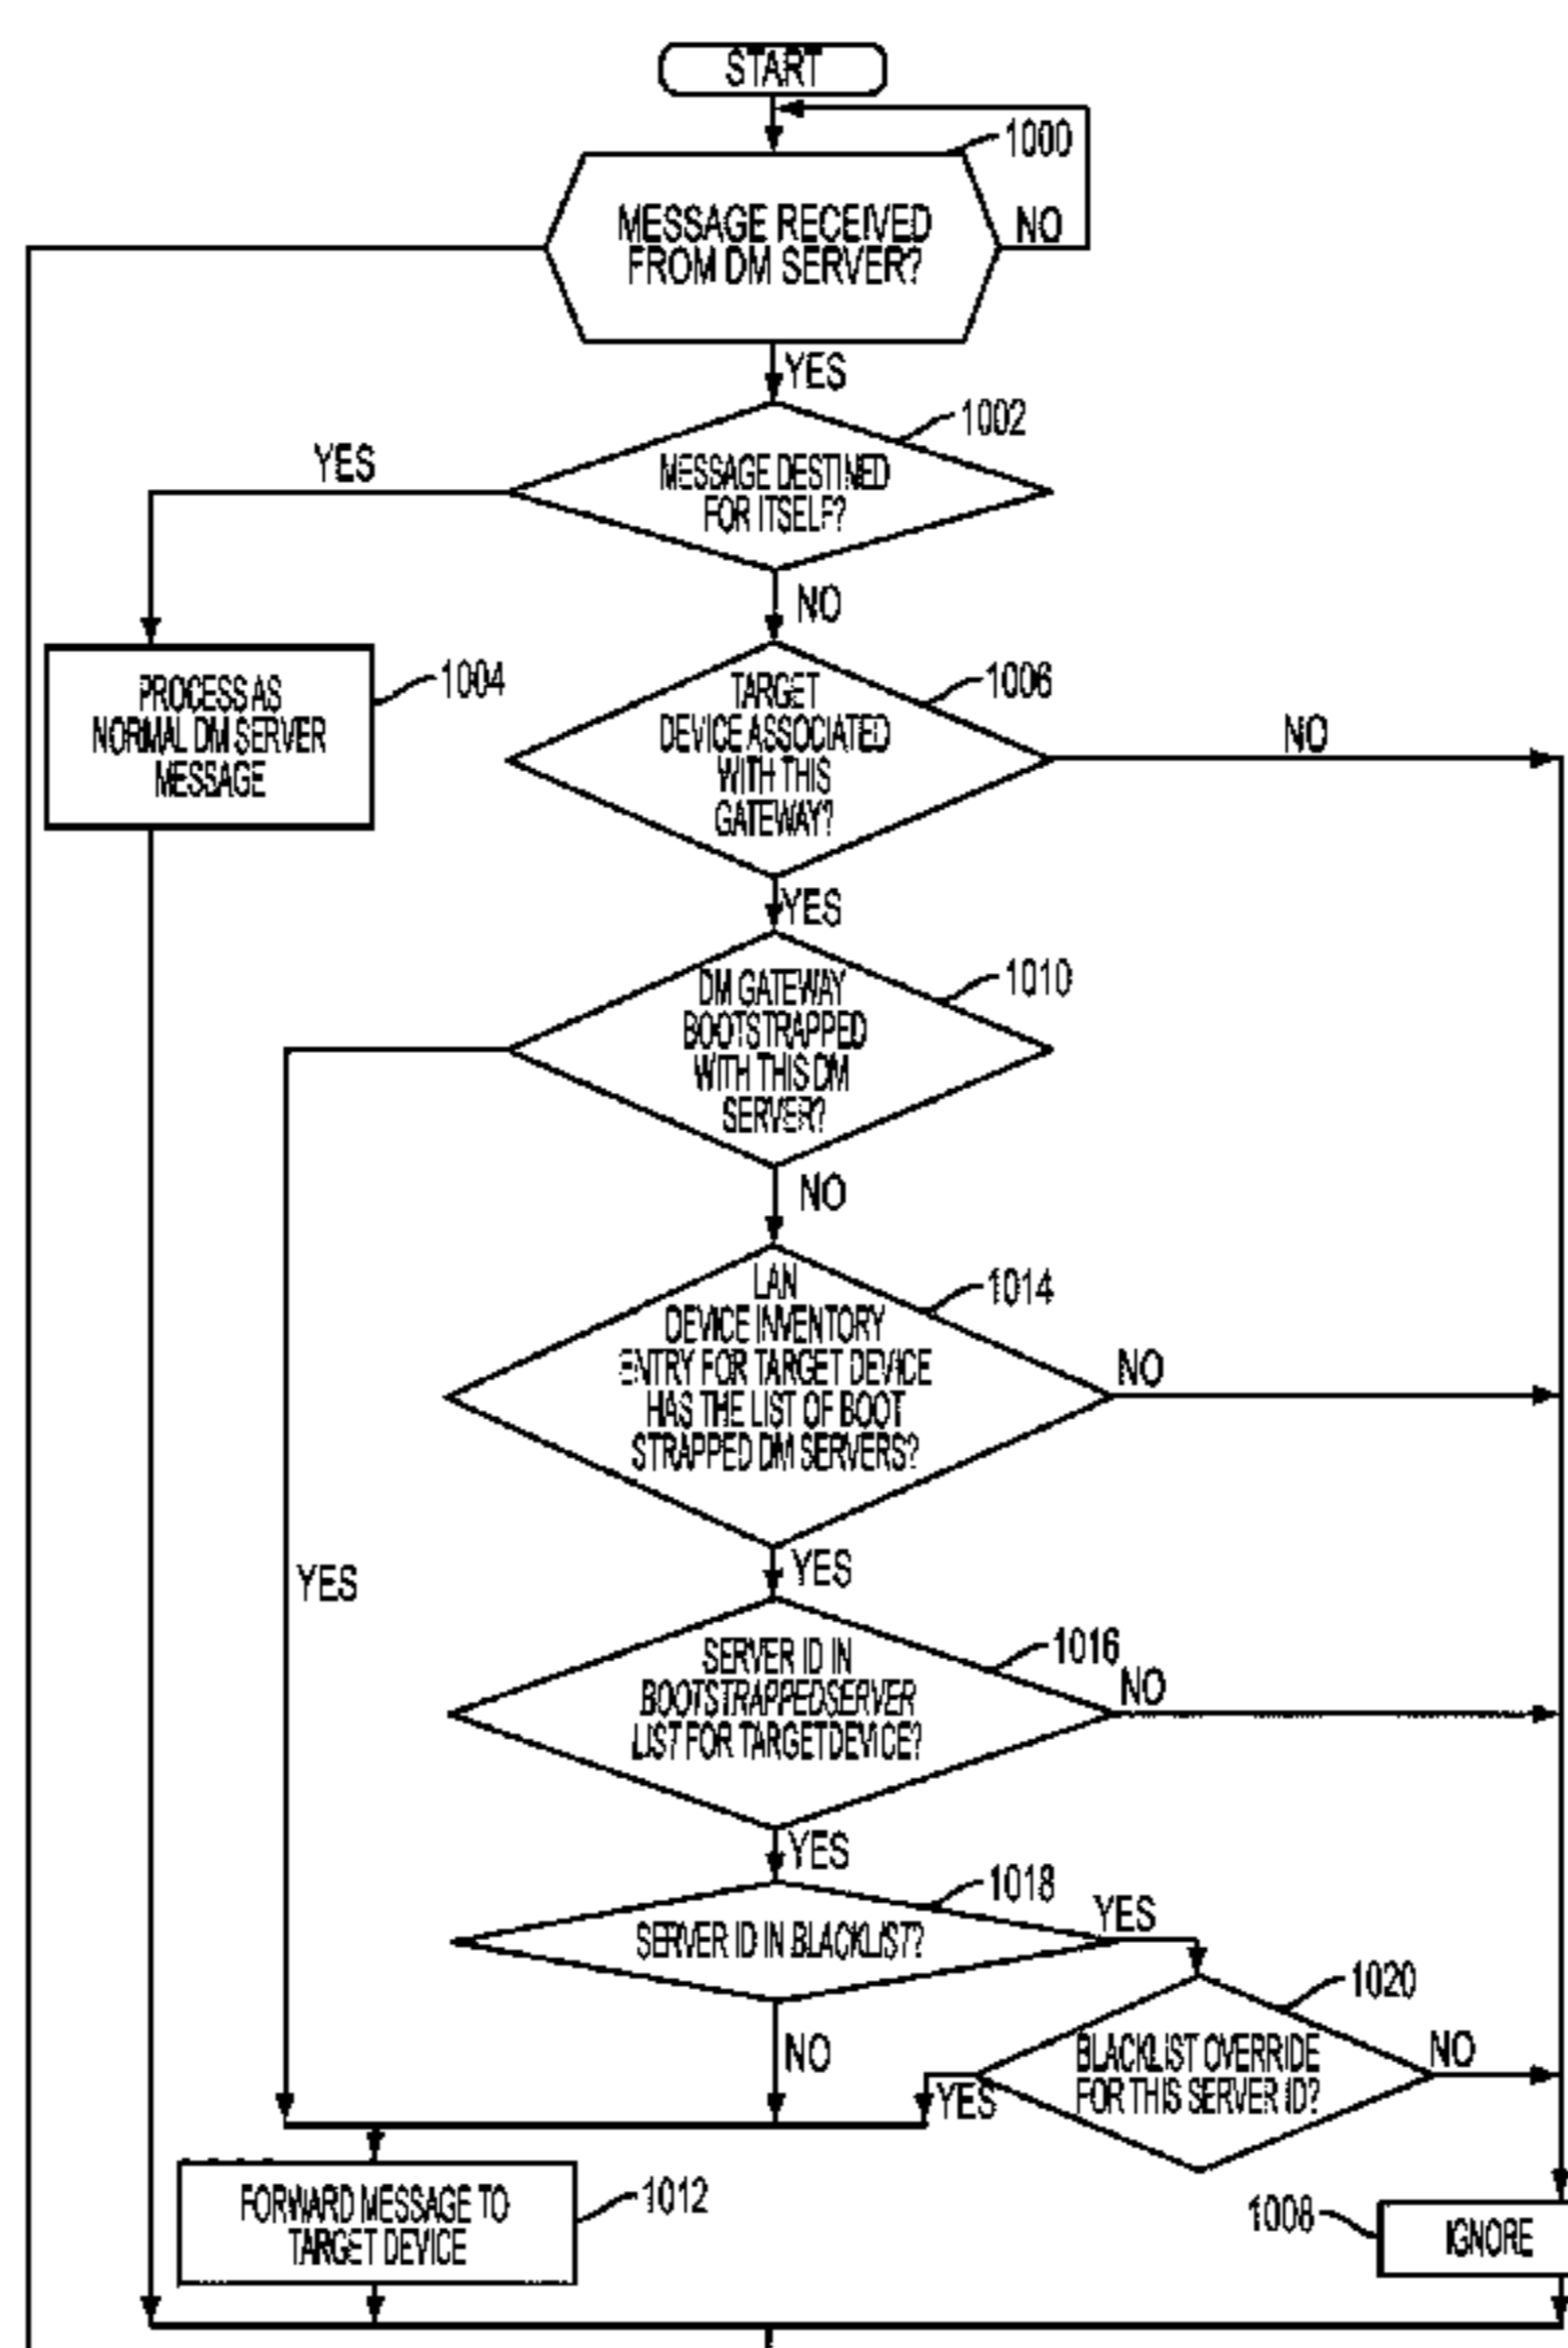 START
1000
MESSAGE RECEIVED
FROM DM SERVER?
NO
YES
1002
YES
MESSAGE DESTINED
FOR ITSELF?
NO
PROCESS AS
NORMAL DM SERVER
MESSAGE
1004
TARGET
DEVICE ASSOCIATED
WITH THIS
GATEWAY?
1006
NO
YES
DM GATEWAY
BOOTSTRAPPED
WITH THIS DM
SERVER?
1010
NO
LAN
DEVICE INVENTORY
ENTRY FOR TARGET DEVICE
HAS THE LIST OF BOOT
STRAPPED DM SERVERS?
1014
NO
YES
YES
SERVER ID IN
BOOTSTRAPPEDSERVER
LIST FOR TARGETDEVICE?
1016
NO
YES
1018
SERVER ID IN BLACKLIST?
YES
1020
NO
BLACKLIST OVERRIDE
FOR THIS SERVER ID?
NO
YES
FORWARD MESSAGE TO
TARGET DEVICE
1012
1008
IGNORE